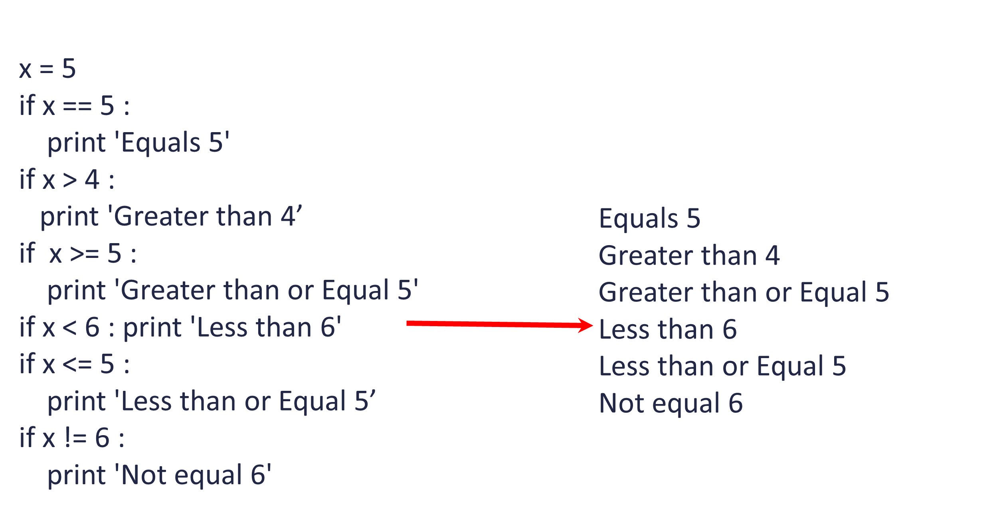 x = 5
if x == 5 :
    print 'Equals 5'
if x > 4 :
   print 'Greater than 4’
if  x >= 5 :
    print 'Greater than or Equal 5'
if x < 6 : print 'Less than 6'
if x <= 5 :
    print 'Less than or Equal 5’
if x != 6 :
    print 'Not equal 6'
Equals 5
Greater than 4
Greater than or Equal 5
Less than 6
Less than or Equal 5
Not equal 6